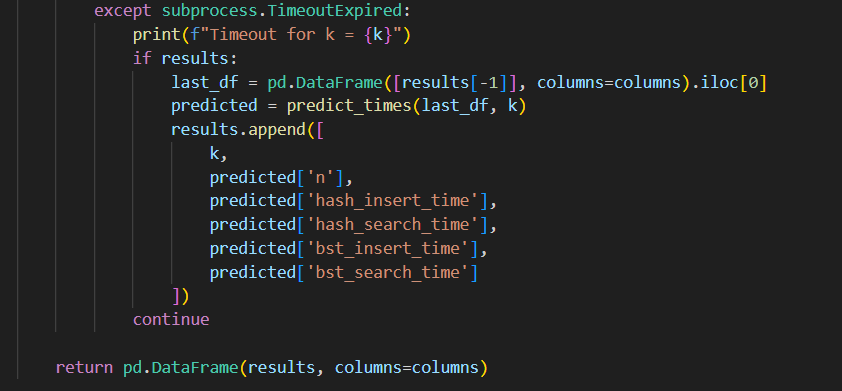 except subprocess.TimeoutExpired:
    print(f"Timeout for k = {k}")
    if results:
        last_df = pd.DataFrame([results[-1]], columns=columns).iloc[0]
        predicted = predict_times(last_df, k)
        results.append([
            k,
            predicted['n'],
            predicted['hash_insert_time'],
            predicted['hash_search_time'],
            predicted['bst_insert_time'],
            predicted['bst_search_time']
        ])
    continue
return pd.DataFrame(results, columns=columns)